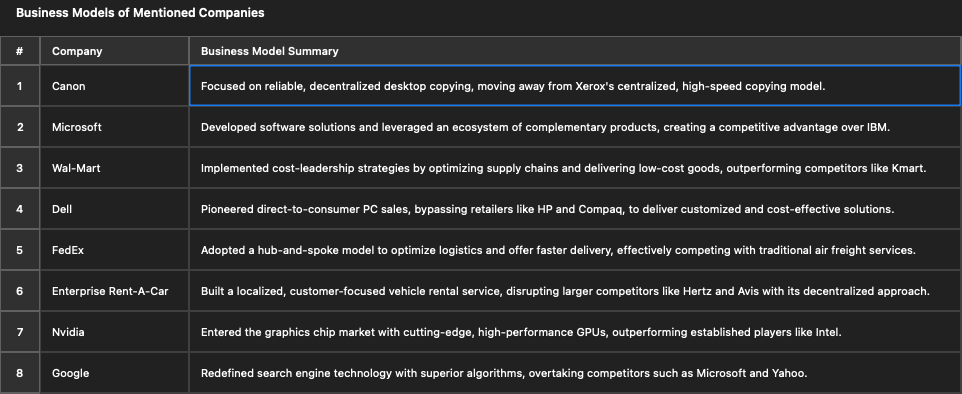 Business Models of Mentioned Companies
# Company Business Model Summary
1 Canon Focused on reliable, decentralized desktop copying, moving away from Xerox's centralized, high-speed copying model.
2 Microsoft Developed software solutions and leveraged an ecosystem of complementary products, creating a competitive advantage over IBM.
3 Wal-Mart Implemented cost-leadership strategies by optimizing supply chains and delivering low-cost goods, outperforming competitors like Kmart.
4 Dell Pioneered direct-to-consumer PC sales, bypassing retailers like HP and Compaq, to deliver customized and cost-effective solutions.
5 FedEx Adopted a hub-and-spoke model to optimize logistics and offer faster delivery, effectively competing with traditional air freight services.
6 Enterprise Rent-A-Car Built a localized, customer-focused vehicle rental service, disrupting larger competitors like Hertz and Avis with its decentralized approach.
7 Nvidia Entered the graphics chip market with cutting-edge, high-performance GPUs, outperforming established players like Intel.
8 Google Redefined search engine technology with superior algorithms, overtaking competitors such as Microsoft and Yahoo.